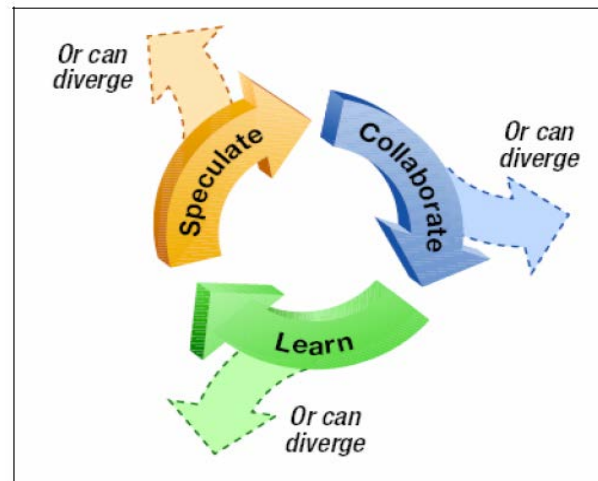 Or can
diverge
Speculate
Collaborate
Or can
diverge
Learn
Or can
diverge